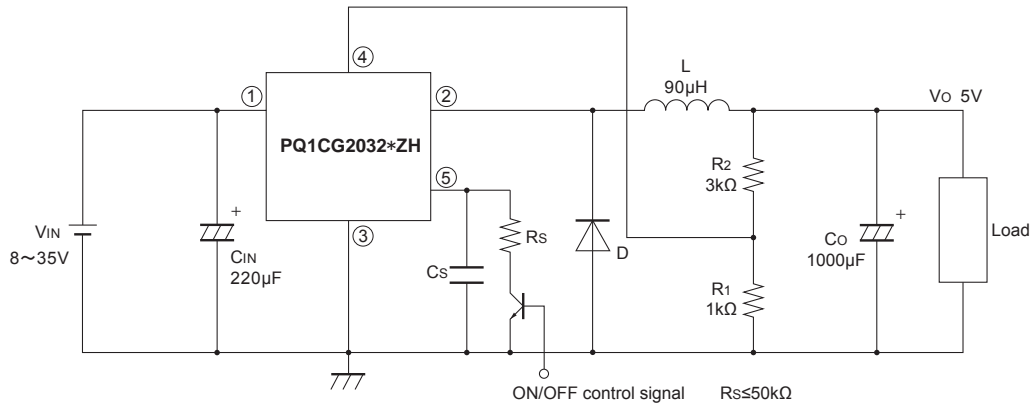 ④
L
90μH
①
②
VO 5V
PQ1CG2032∗ZH
R2
3kΩ
⑤
VIN
8～35V
+
CIN
220μF
③
RS
CS
D
+
CO
1000μF
Load
R1
1kΩ
ON/OFF control signal
RS≤50kΩ